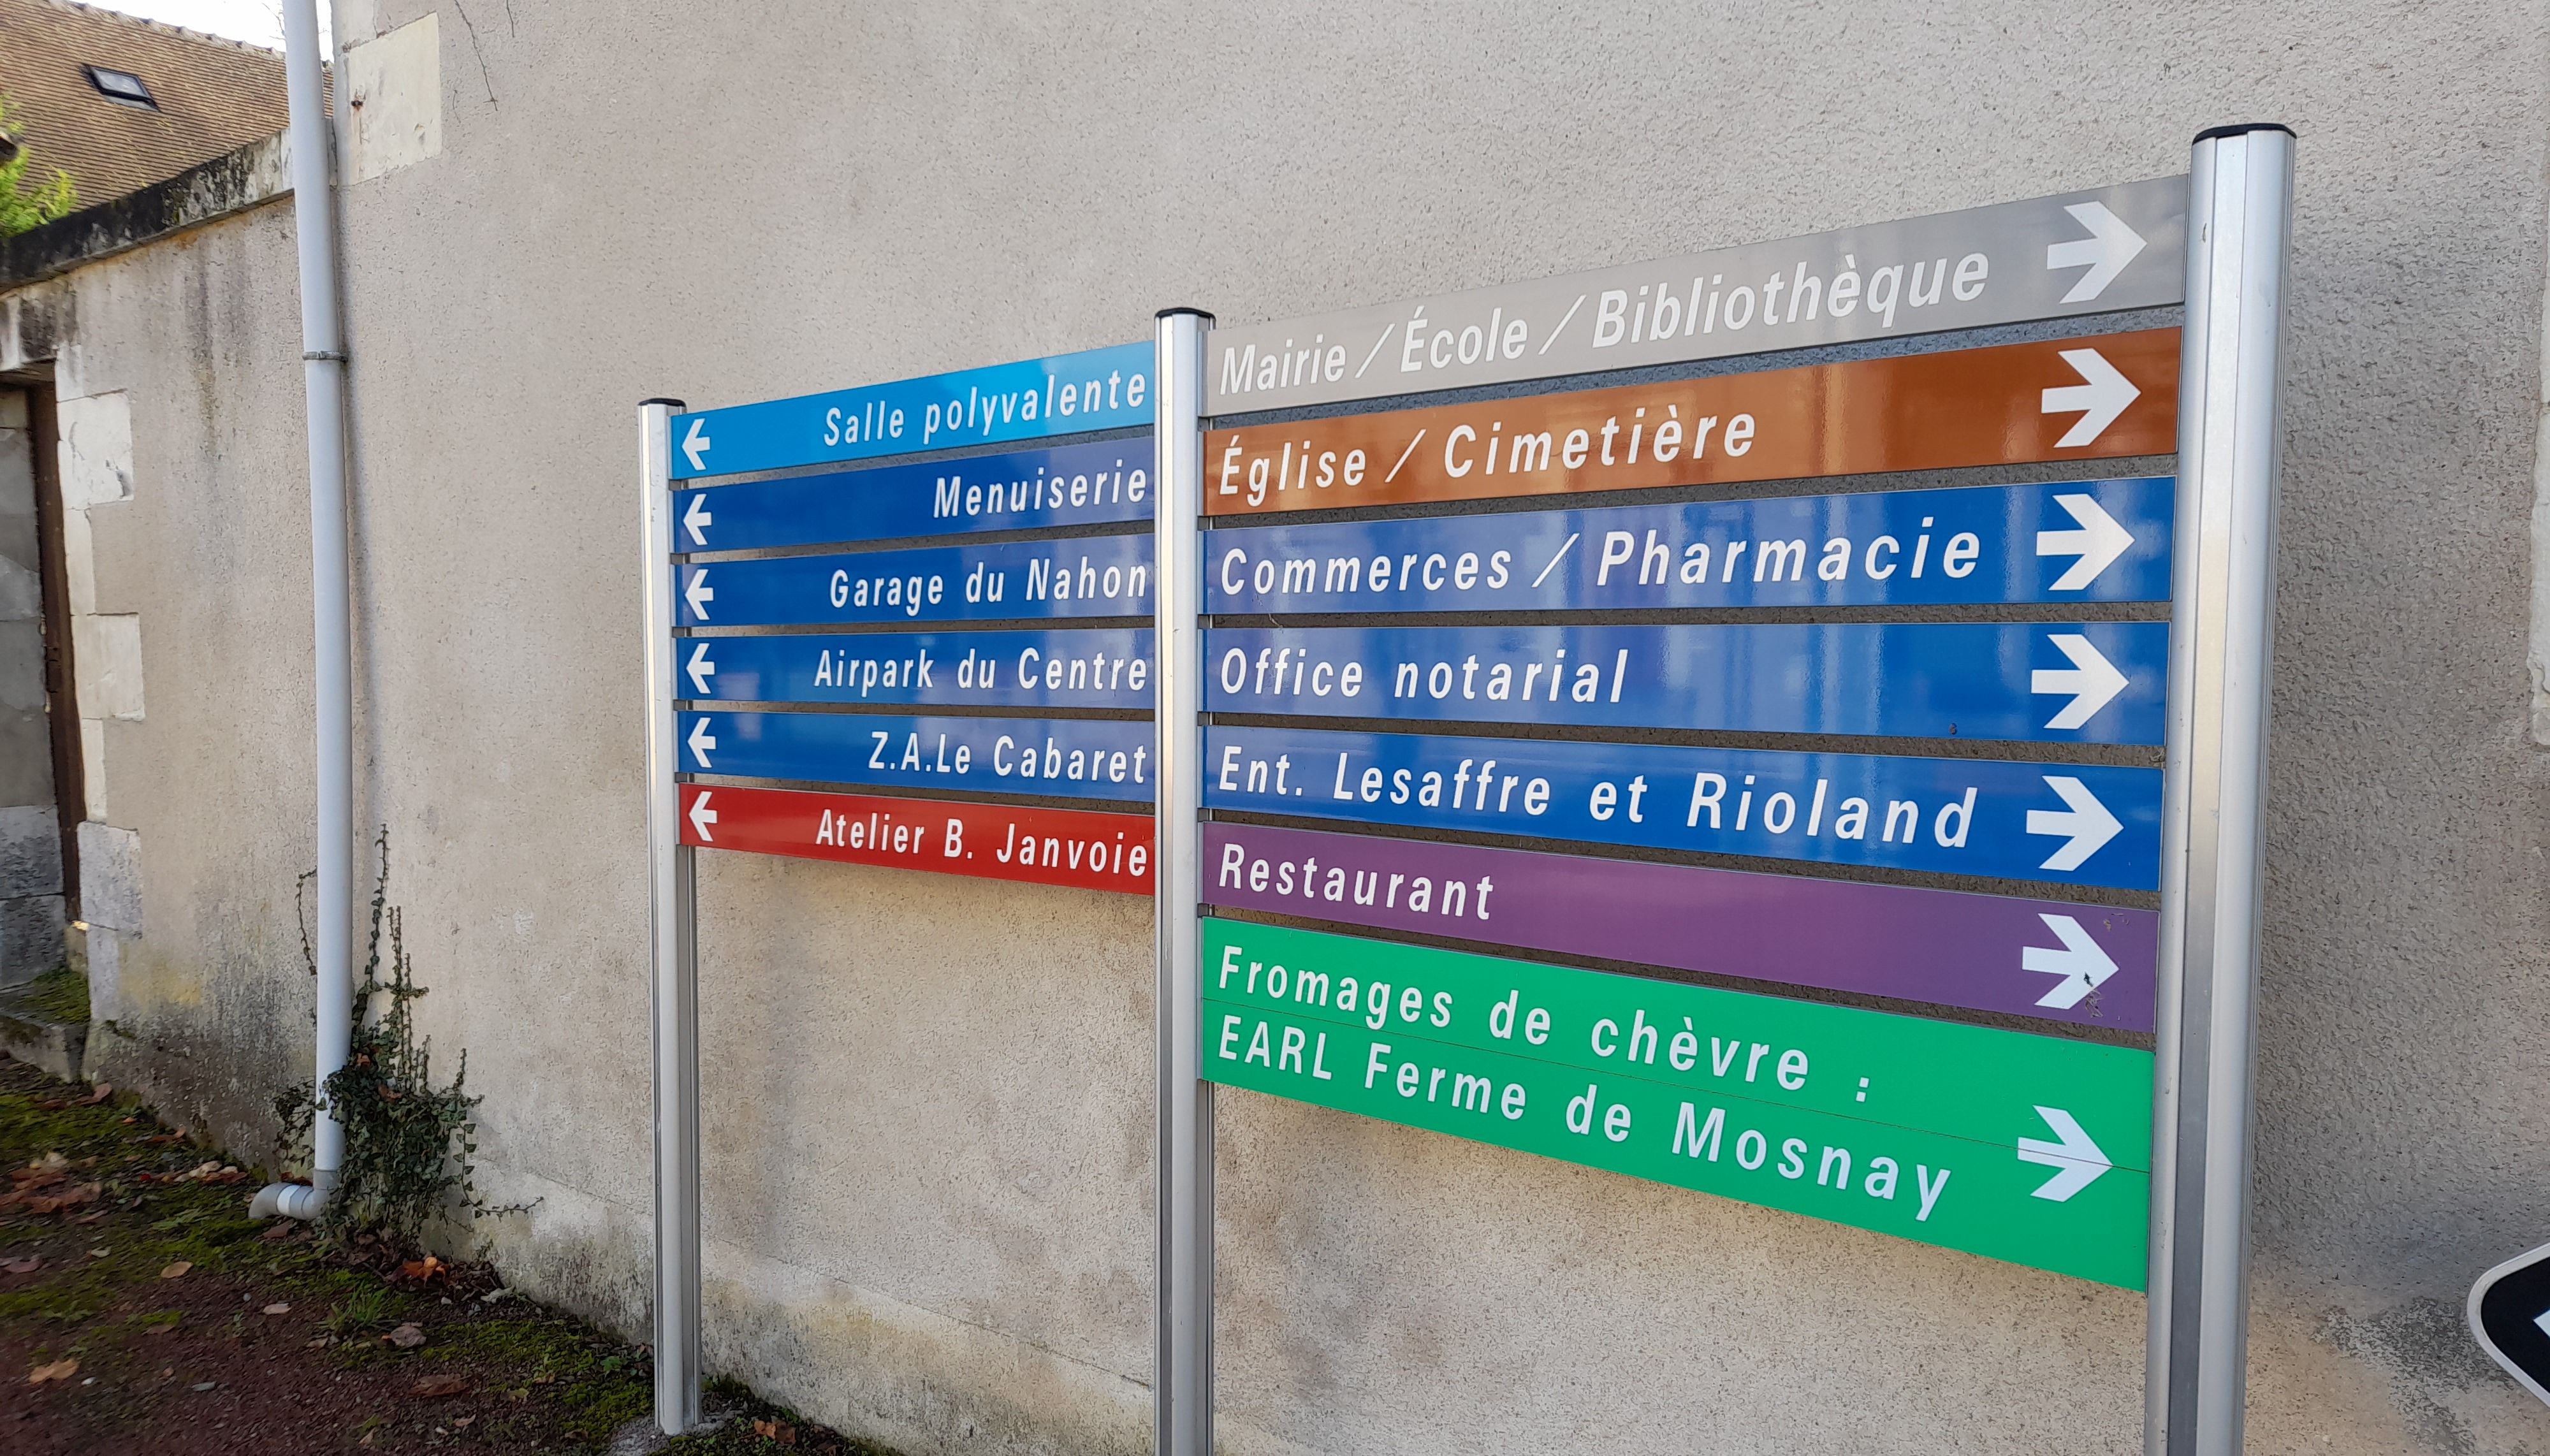 Salle polyvalente
Menuiserie
Garage du Nahon
Airpark du Centre
Z.A.Le Cabaret
Atelier B. Janvoie
Mairie / École / Bibliothèque
Église / Cimetière
Commerces / Pharmacie
Office notarial
Ent. Lesaffre et Rioland
Restaurant
Fromages de chèvre :
EARL Ferme de Mosnay